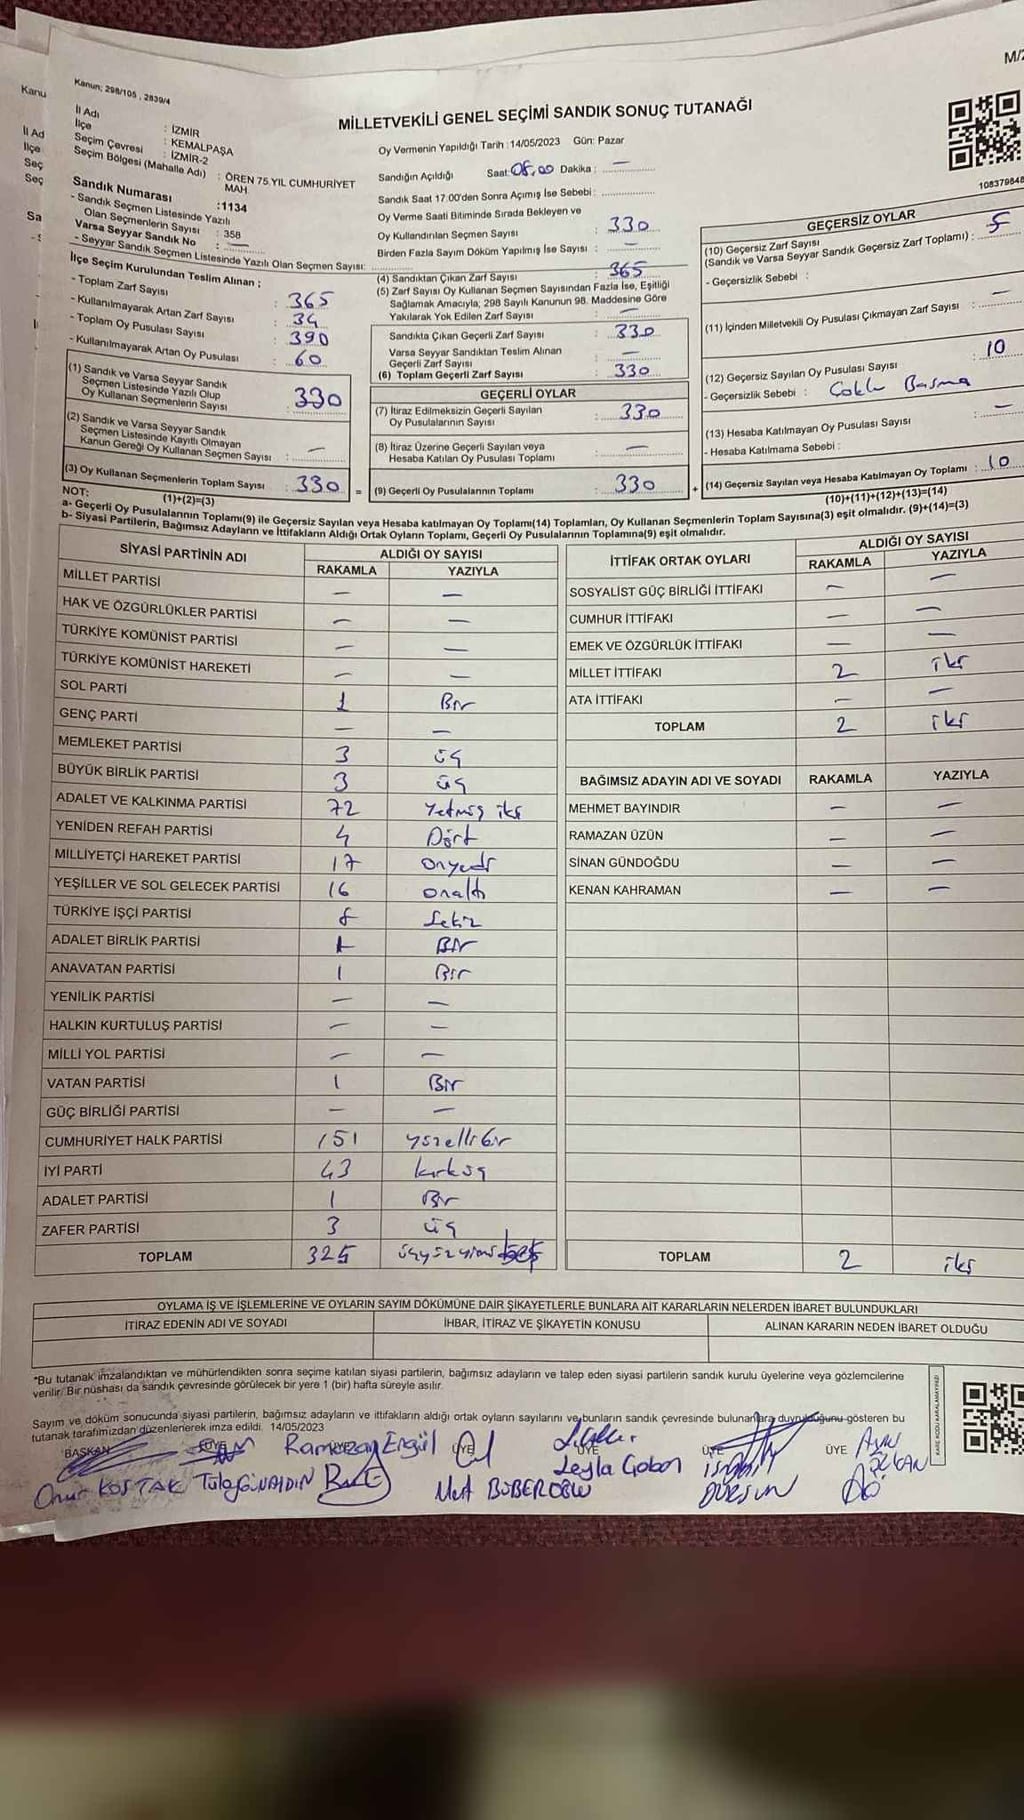 M/2
Kanun; 298/105 , 2839/4
MİLLETVEKİLİ GENEL SEÇİMİ SANDIK SONUÇ TUTANAĞI
Kanu
İl Ad
İlçe
Seç
Seç
Sa
İl Adı : İZMİR
İlçe : KEMALPAŞA
Seçim Çevresi : İZMİR-2
Seçim Bölgesi (Mahalle Adı) : ÖREN 75.YIL CUMHURİYET MAH.
Sandık Numarası :1134
- Sandık Seçmen Listesinde Yazılı
Olan Seçmenlerin Sayısı : 358
Varsa Seyyar Sandık No : —
- Seyyar Sandık Seçmen Listesinde Yazılı Olan Seçmen Sayısı:
İlçe Seçim Kurulundan Teslim Alınan ;
- Toplam Zarf Sayısı : 365
- Kullanılmayarak Artan Zarf Sayısı : 34
- Toplam Oy Pusulası Sayısı : 390
- Kullanılmayarak Artan Oy Pusulası : 60
(1) Sandık ve Varsa Seyyar Sandık
Seçmen Listesinde Yazılı Olup
Oy Kullanan Seçmenlerin Sayısı : 330
(2) Sandık ve Varsa Seyyar Sandık
Seçmen Listesinde Kayıtlı Olmayan
Kanun Gereği Oy Kullanan Seçmen Sayısı : —
(3) Oy Kullanan Seçmenlerin Toplam Sayısı : 330
(1)+(2)=(3)
Oy Vermenin Yapıldığı Tarih :14/05/2023 Gün: Pazar
Sandığın Açıldığı Saat: 08,00 Dakika : —
Sandık Saat 17.00'den Sonra Açımış İse Sebebi :
Oy Verme Saati Bitiminde Sırada Bekleyen ve
Oy Kullandırılan Seçmen Sayısı : 330
Birden Fazla Sayım Döküm Yapılmış İse Sayısı : —
(4) Sandıktan Çıkan Zarf Sayısı : 365
(5) Zarf Sayısı Oy Kullanan Seçmen Sayısından Fazla İse, Eşitliği
Sağlamak Amacıyla, 298 Sayılı Kanunun 98. Maddesine Göre
Yakılarak Yok Edilen Zarf Sayısı : —
Sandıkta Çıkan Geçerli Zarf Sayısı : 330
Varsa Seyyar Sandıktan Teslim Alınan
Geçerli Zarf Sayısı : —
(6) Toplam Geçerli Zarf Sayısı : 330
GEÇERLİ OYLAR
(7) İtiraz Edilmeksizin Geçerli Sayılan
Oy Pusulalarının Sayısı : 330
(8) İtiraz Üzerine Geçerli Sayılan veya
Hesaba Katılan Oy Pusulası Toplamı : —
= (9) Geçerli Oy Pusulalarının Toplamı : 330 +
GEÇERSİZ OYLAR
(10) Geçersiz Zarf Sayısı
(Sandık ve Varsa Seyyar Sandık Geçersiz Zarf Toplamı) : 5
- Geçersizlik Sebebi :
(11) İçinden Milletvekili Oy Pusulası Çıkmayan Zarf Sayısı : —
(12) Geçersiz Sayılan Oy Pusulası Sayısı : 10
- Geçersizlik Sebebi : Çoklu Basma
(13) Hesaba Katılmayan Oy Pusulası Sayısı : —
- Hesaba Katılmama Sebebi :
(14) Geçersiz Sayılan veya Hesaba Katılmayan Oy Toplamı : 10
(10)+(11)+(12)+(13)=(14)
NOT:
a- Geçerli Oy Pusulalarının Toplamı(9) ile Geçersiz Sayılan veya Hesaba katılmayan Oy Toplamı(14) Toplamları, Oy Kullanan Seçmenlerin Toplam Sayısına(3) eşit olmalıdır. (9)+(14)=(3)
b- Siyasi Partilerin, Bağımsız Adayların ve İttifakların Aldığı Ortak Oyların Toplamı, Geçerli Oy Pusulalarının Toplamına(9) eşit olmalıdır.
SİYASİ PARTİNİN ADI ALDIĞI OY SAYISI
RAKAMLA YAZIYLA
MİLLET PARTİSİ — —
HAK VE ÖZGÜRLÜKLER PARTİSİ — —
TÜRKİYE KOMÜNİST PARTİSİ — —
TÜRKİYE KOMÜNİST HAREKETİ — —
SOL PARTİ 1 Bir
GENÇ PARTİ — —
MEMLEKET PARTİSİ 3 üç
BÜYÜK BİRLİK PARTİSİ 3 üç
ADALET VE KALKINMA PARTİSİ 72 Yetmiş iki
YENİDEN REFAH PARTİSİ 4 Dört
MİLLİYETÇİ HAREKET PARTİSİ 17 onyedi
YEŞİLLER VE SOL GELECEK PARTİSİ 16 onaltı
TÜRKİYE İŞÇİ PARTİSİ 8 Sekiz
ADALET BİRLİK PARTİSİ 1 Bir
ANAVATAN PARTİSİ 1 Bir
YENİLİK PARTİSİ — —
HALKIN KURTULUŞ PARTİSİ — —
MİLLİ YOL PARTİSİ — —
VATAN PARTİSİ 1 Bir
GÜÇ BİRLİĞİ PARTİSİ — —
CUMHURİYET HALK PARTİSİ 151 yüzellibir
İYİ PARTİ 43 kırküç
ADALET PARTİSİ 1 Bir
ZAFER PARTİSİ 3 üç
TOPLAM 325 üçyüzyirmibeş
İTTİFAK ORTAK OYLARI ALDIĞI OY SAYISI
RAKAMLA YAZIYLA
SOSYALİST GÜÇ BİRLİĞİ İTTİFAKI — —
CUMHUR İTTİFAKI — —
EMEK VE ÖZGÜRLÜK İTTİFAKI — —
MİLLET İTTİFAKI 2 iki
ATA İTTİFAKI — —
TOPLAM 2 iki
BAĞIMSIZ ADAYIN ADI VE SOYADI RAKAMLA YAZIYLA
MEHMET BAYINDIR — —
RAMAZAN ÜZÜN — —
SİNAN GÜNDOĞDU — —
KENAN KAHRAMAN — —
TOPLAM 2 iki
OYLAMA İŞ VE İŞLEMLERİNE VE OYLARIN SAYIM DÖKÜMÜNE DAİR ŞİKAYETLERLE BUNLARA AİT KARARLARIN NELERDEN İBARET BULUNDUKLARI
İTİRAZ EDENİN ADI VE SOYADI İHBAR, İTİRAZ VE ŞİKAYETİN KONUSU ALINAN KARARIN NEDEN İBARET OLDUĞU
*Bu tutanak imzalandıktan ve mühürlendikten sonra seçime katılan siyasi partilerin, bağımsız adayların ve talep eden siyasi partilerin sandık kurulu üyelerine veya gözlemcilerine
verilir. Bir nüshası da sandık çevresinde görülecek bir yere 1 (bir) hafta süreyle asılır.
Sayım ve döküm sonucunda siyasi partilerin, bağımsız adayların ve ittifakların aldığı ortak oyların sayılarını ve bunların sandık çevresinde bulunanlara duyrulduğunu gösteren bu
tutanak tarafımızdan düzenlenerek imza edildi. 14/05/2023
BAŞKAN ÜYE Ramazan Ergül ÜYE ÜYE ÜYE ÜYE
Onur KOSTAK Tülay GÜNAYDIN Mert BÜBEROĞLU Leyla Çoban DURSUN